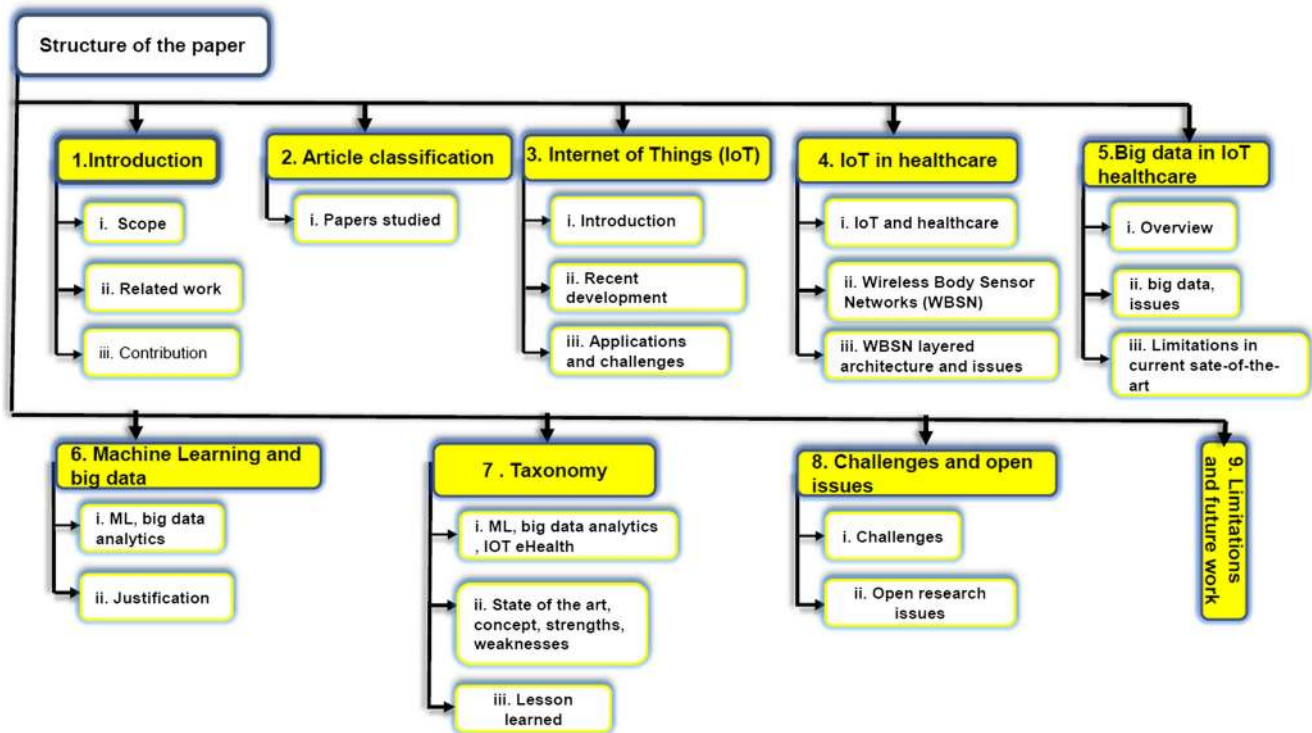 Structure of the paper
1.Introduction
i. Scope
ii. Related work
iii. Contribution
2. Article classification
i. Papers studied
3. Internet of Things (IoT)
i. Introduction
ii. Recent
development
iii. Applications
and challenges
4. IoT in healthcare
i. IoT and healthcare
ii. Wireless Body Sensor
Networks (WBSN)
iii. WBSN layered
architecture and issues
5.Big data in IoT
healthcare
i. Overview
ii. big data,
issues
iii. Limitations in
current sate-of-the-
art
6. Machine Learning and
big data
i. ML, big data
analytics
ii. Justification
7 . Taxonomy
i. ML, big data analytics
, IOT eHealth
ii. State of the art,
concept, strengths,
weaknesses
iii. Lesson
learned
8. Challenges and open
issues
i. Challenges
ii. Open research
issues
9. Limitations
and future work